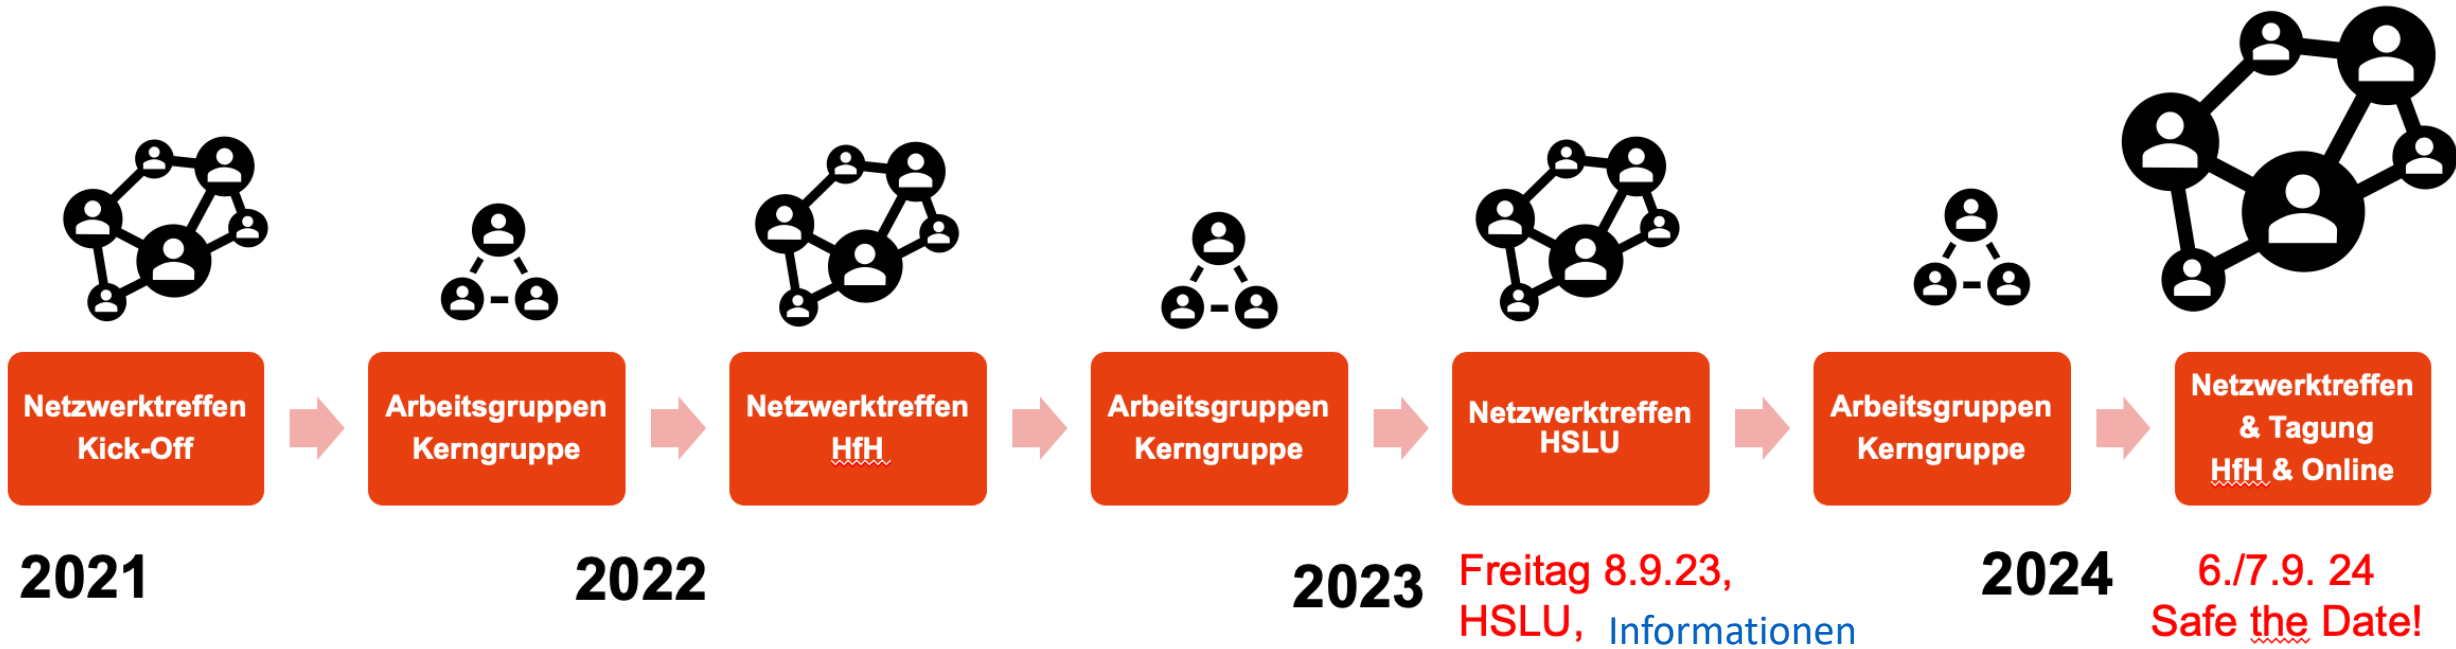 Netzwerktreffen
Kick-Off
Arbeitsgruppen
Kerngruppe
Netzwerktreffen
HfH
Arbeitsgruppen
Kerngruppe
Netzwerktreffen
HSLU
Arbeitsgruppen
Kerngruppe
Netzwerktreffen
& Tagung
HfH & Online
2021
2022
2023
Freitag 8.9.23,
HSLU, Informationen
2024
6./7.9. 24
Safe the Date!